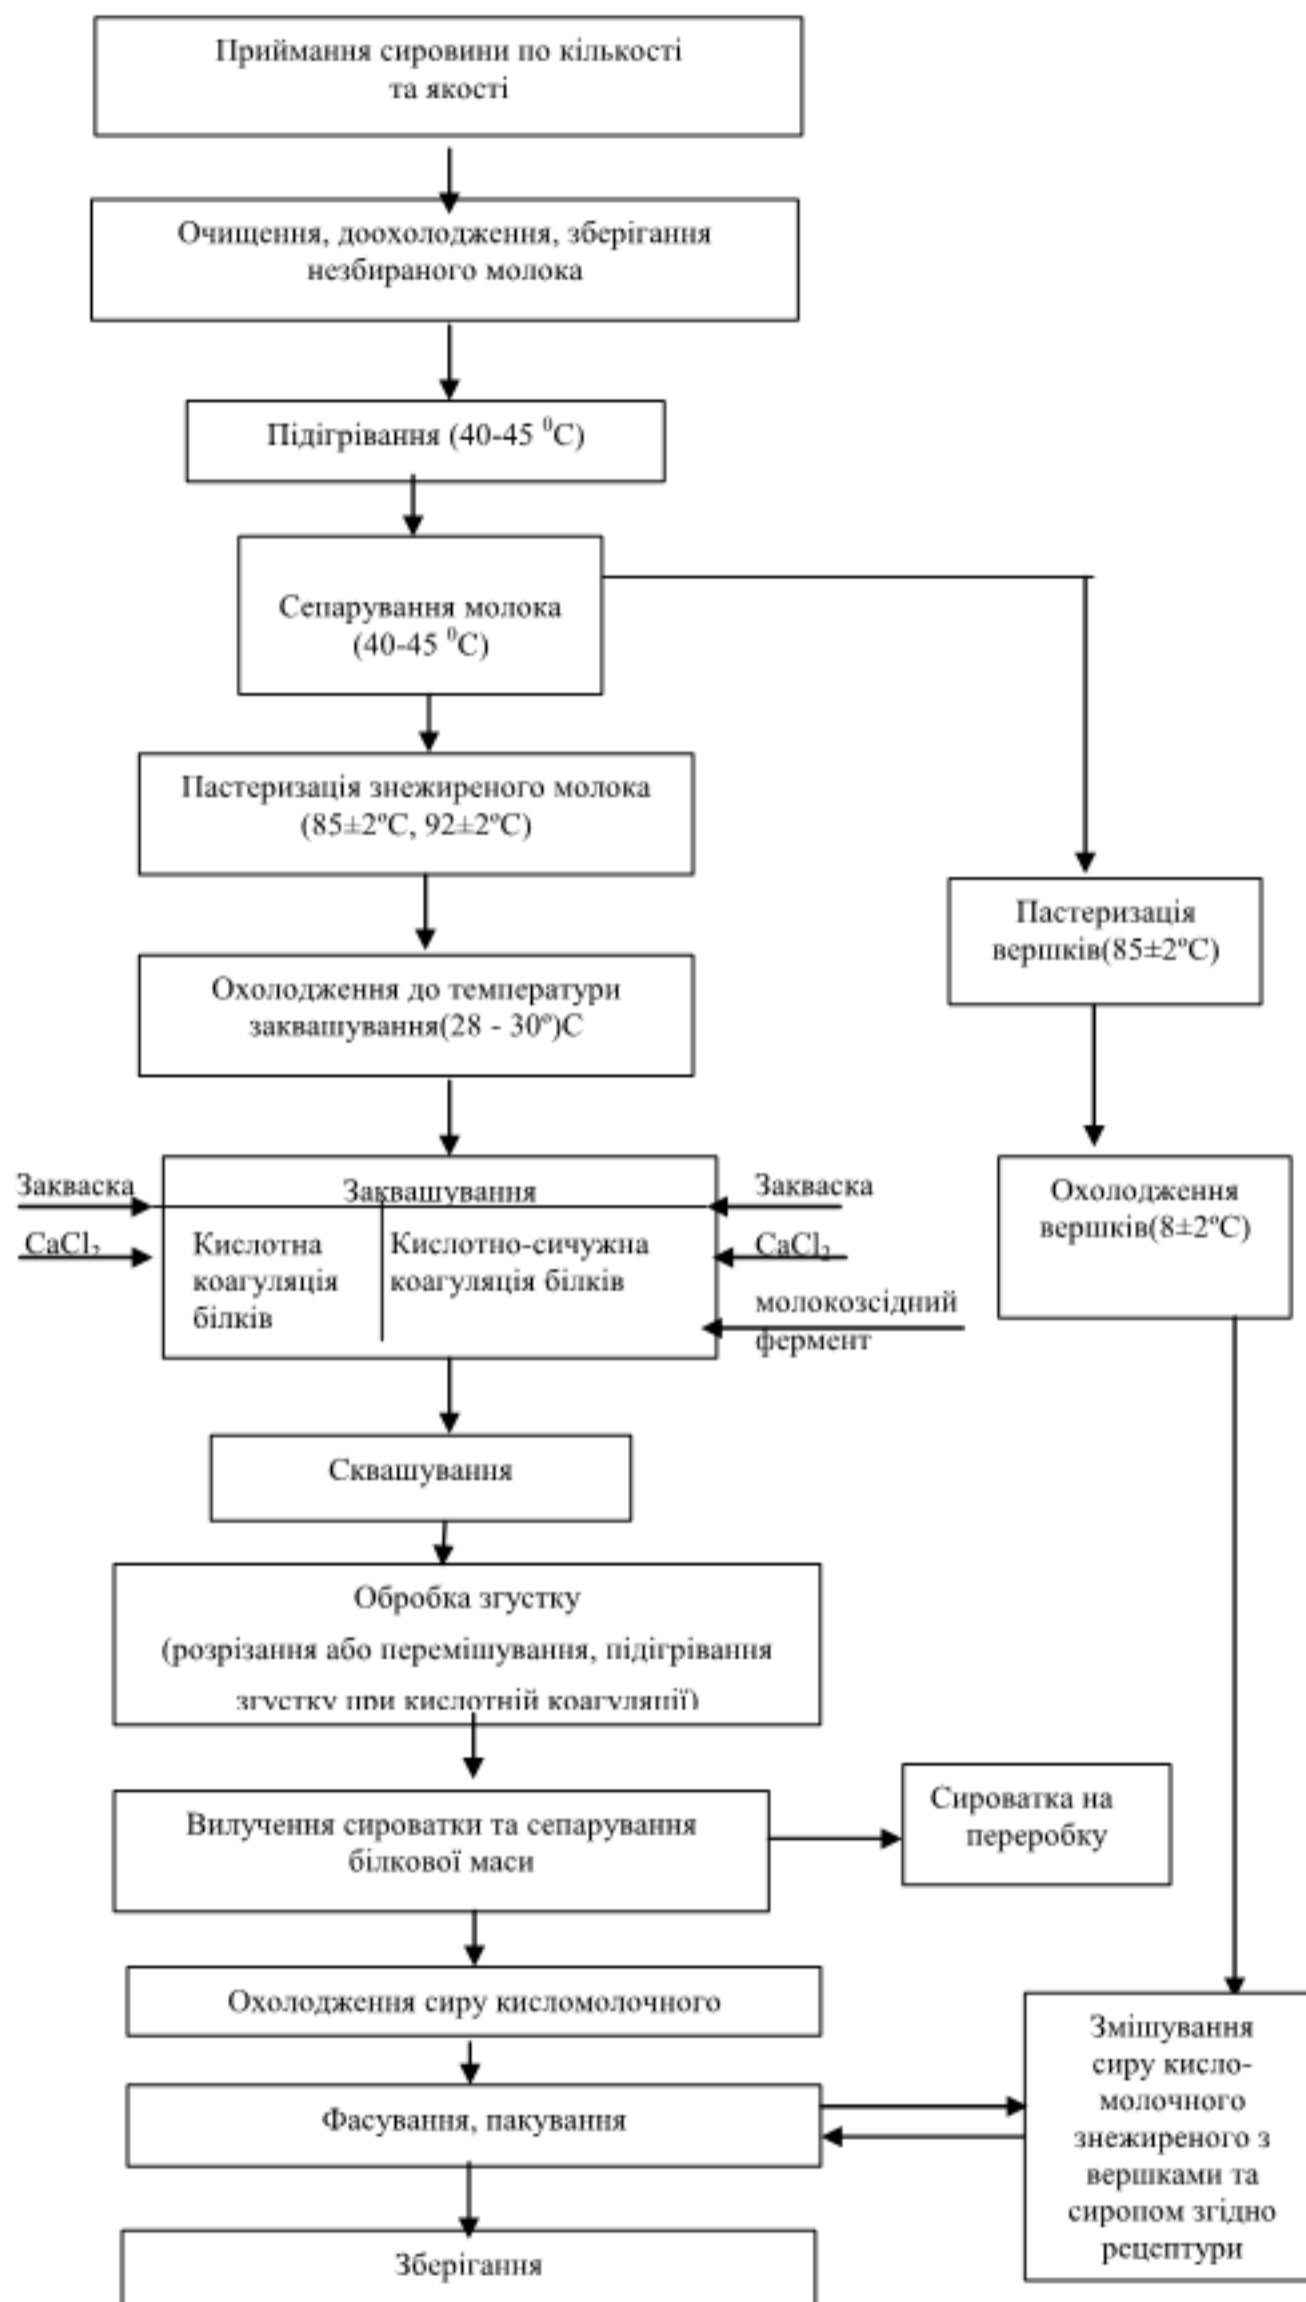 Приймання сировини по кількості
та якості
Очищення, доохолодження, зберігання
незбираного молока
Підігрівання (40-45 ⁰С)
Сепарування молока
(40-45 ⁰С)
Пастеризація знежиреного молока
(85±2ºС, 92±2ºС)
Пастеризація
вершків(85±2ºС)
Охолодження до температури
заквашування(28 - 30º)С
Охолодження
вершків(8±2ºС)
Закваска
CaCl₂
Заквашування
Кислотна
коагуляція
білків
Кислотно-сичужна
коагуляція білків
Закваска
CaCl₂
молокозсідний
фермент
Сквашування
Обробка згустку
(розрізання або перемішування, підігрівання
згустку при кислотній коагуляції)
Вилучення сироватки та сепарування
білкової маси
Сироватка на
переробку
Охолодження сиру кисломолочного
Фасування, пакування
Змішування
сиру кисло-
молочного
знежиреного з
вершками та
сиропом згідно
рецептури
Зберігання